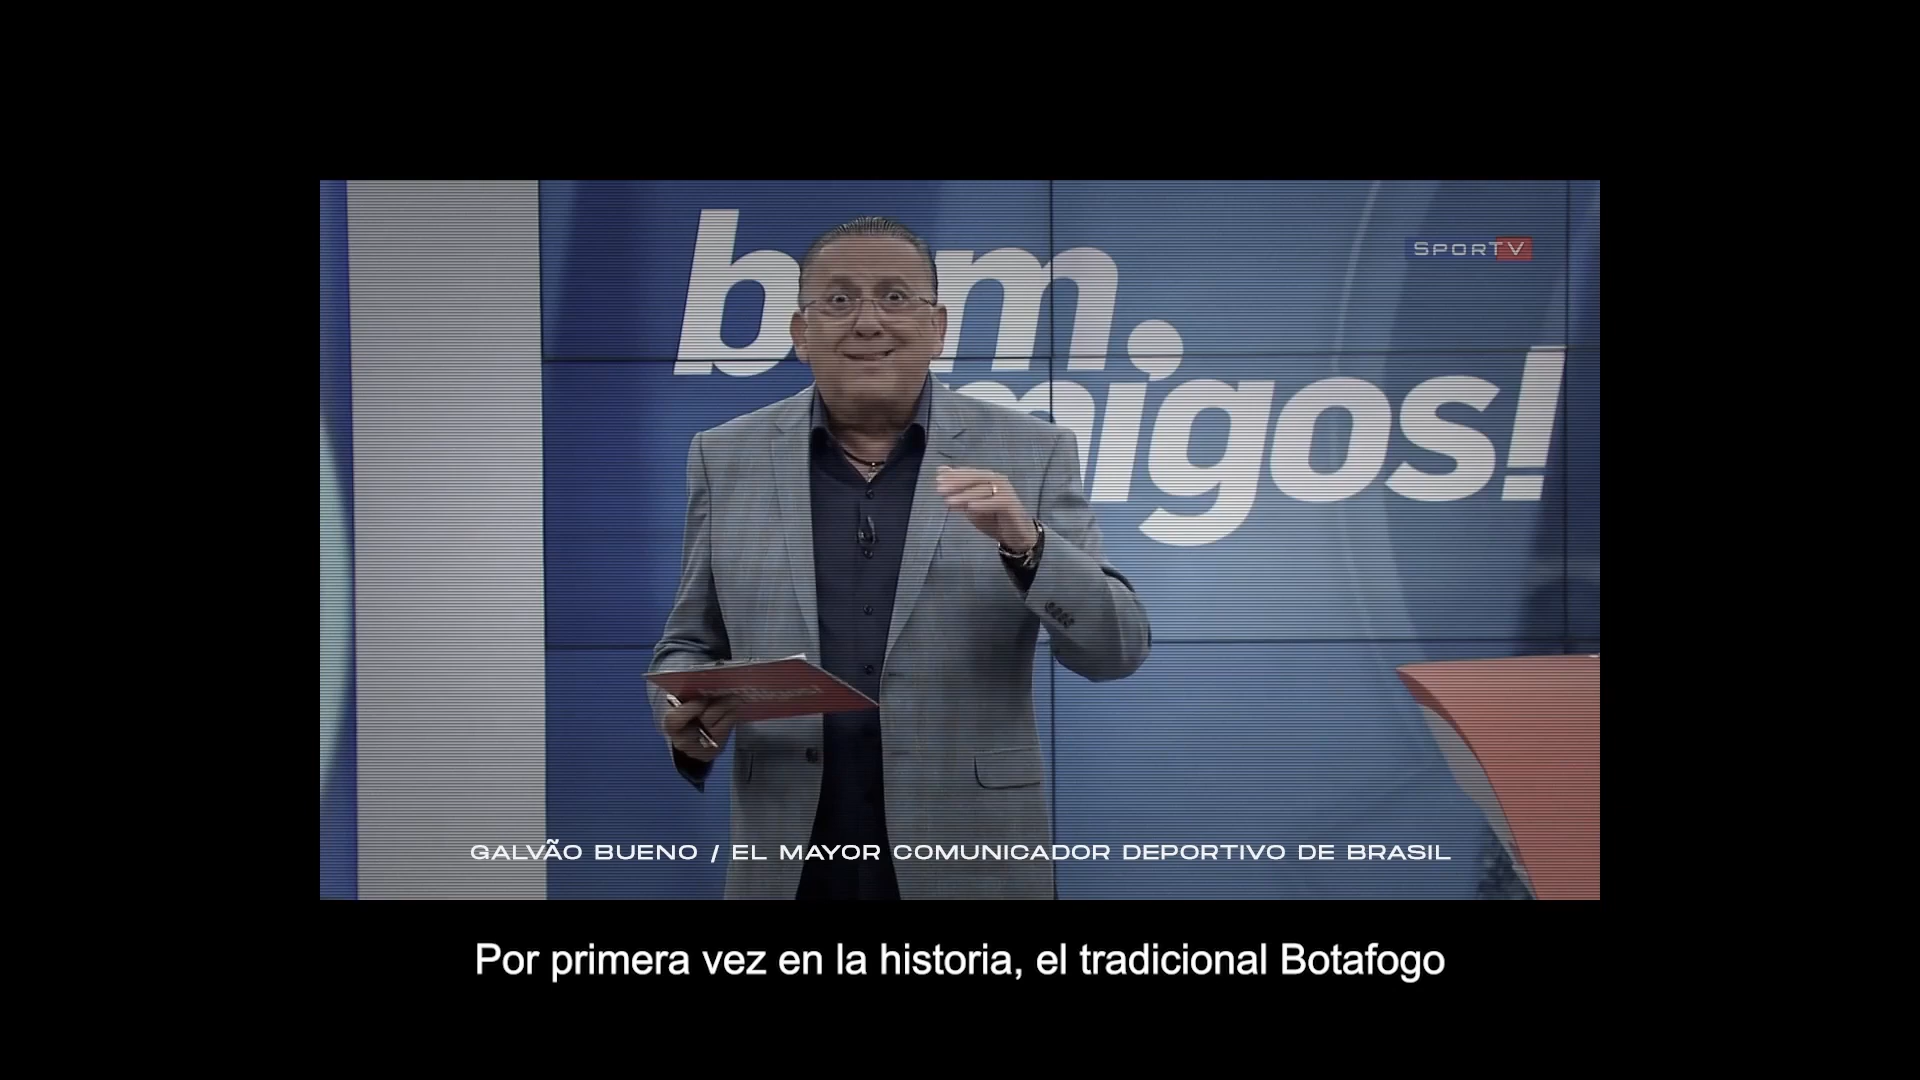 bem,
amigos!
SPORTV
GALVÃO BUENO / EL MAYOR COMUNICADOR DEPORTIVO DE BRASIL
Por primera vez en la historia, el tradicional Botafogo